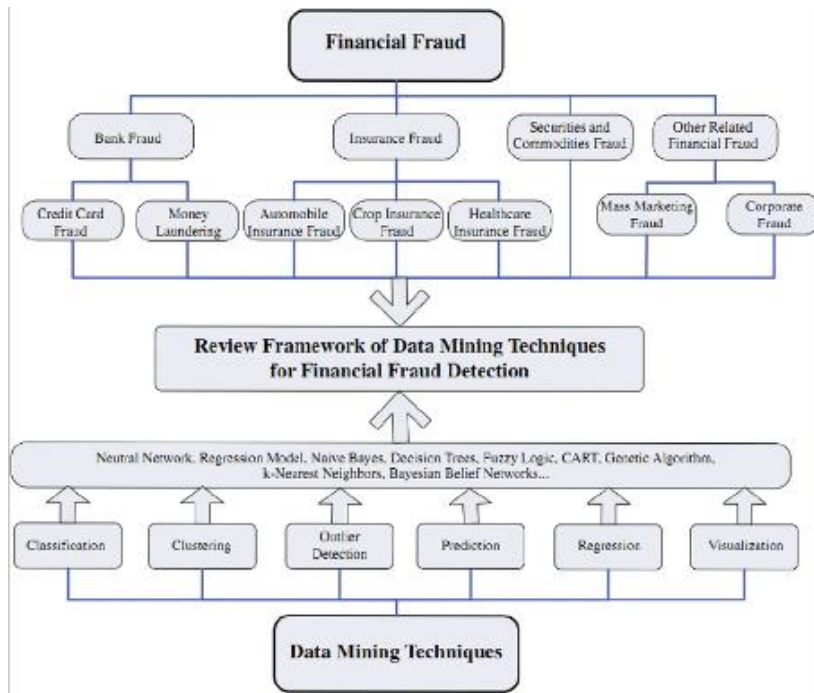 Financial Fraud
Bank Fraud
Insurance Fraud
Securities and
Commodities Fraud
Other Related
Financial Fraud
Credit Card
Fraud
Money
Laundering
Automobile
Insurance Fraud
Crop Insurance
Fraud
Healthcare
Insurance Fraud
Mass Marketing
Fraud
Corporate
Fraud
Review Framework of Data Mining Techniques
for Financial Fraud Detection
Neutral Network, Regression Model, Naive Bayes, Decision Trees, Fuzzy Logic, CART, Genetic Algorithm,
k-Nearest Neighbors, Bayesian Belief Networks...
Classification
Clustering
Outlier
Detection
Prediction
Regression
Visualization
Data Mining Techniques